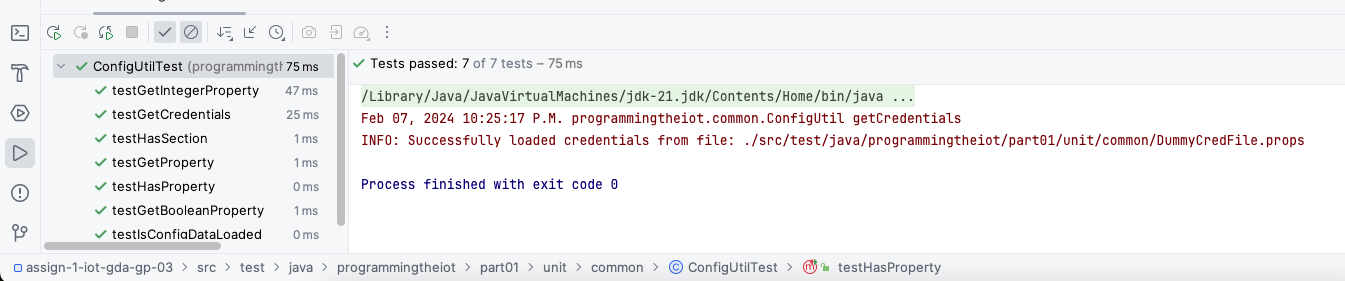 ConfigUtilTest (programmingth 75 ms
testGetIntegerProperty 47 ms
testGetCredentials 25 ms
testHasSection 1 ms
testGetProperty 1 ms
testHasProperty 0 ms
testGetBooleanProperty 1 ms
testIsConfigDataLoaded 0 ms
Tests passed: 7 of 7 tests – 75 ms
/Library/Java/JavaVirtualMachines/jdk-21.jdk/Contents/Home/bin/java ...
Feb 07, 2024 10:25:17 P.M. programmingtheiot.common.ConfigUtil getCredentials
INFO: Successfully loaded credentials from file: ./src/test/java/programmingtheiot/part01/unit/common/DummyCredFile.props
Process finished with exit code 0
assign-1-iot-gda-gp-03 > src > test > java > programmingtheiot > part01 > unit > common > ConfigUtilTest > testHasProperty